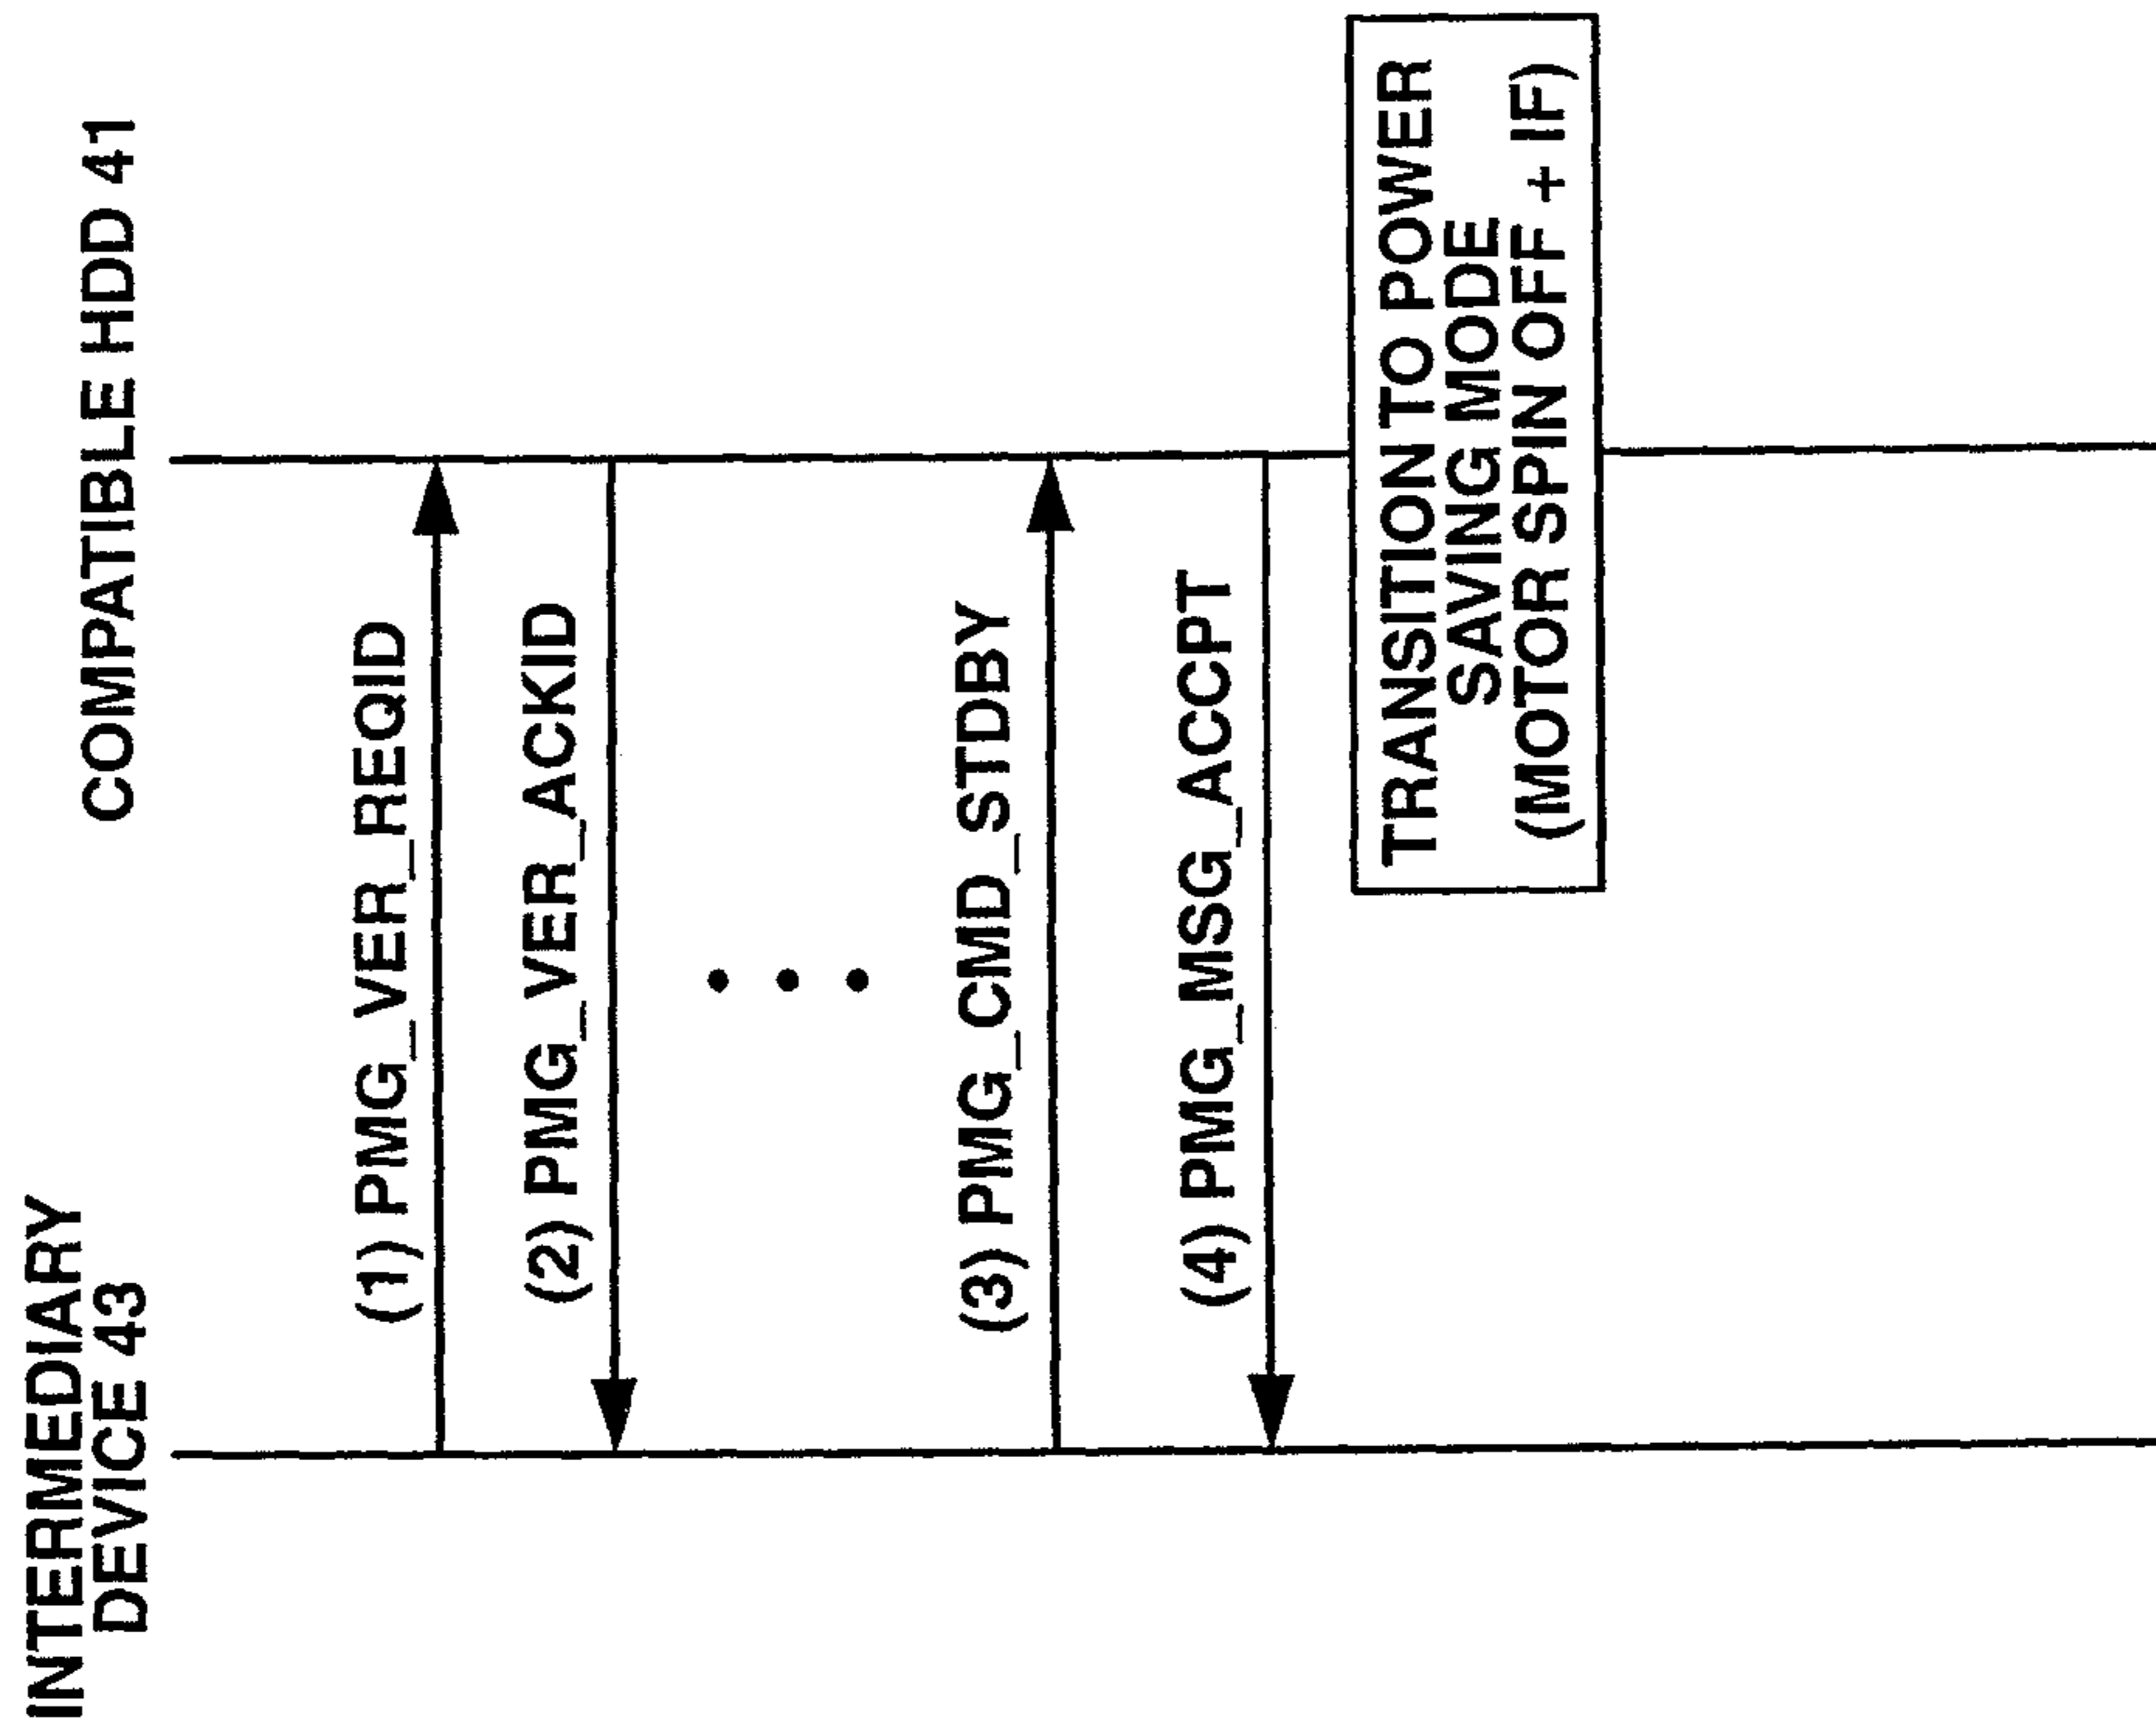 INTERMEDIARY
DEVICE 43
COMPATIBLE HDD 41
(1) PMG_VER_REQID
(2) PMG_VER_ACKID
(3) PMG_CMD_STDBY
(4) PMG_MSG_ACCPT
TRANSITION TO POWER
SAVING MODE
(MOTOR SPIN OFF + IF)